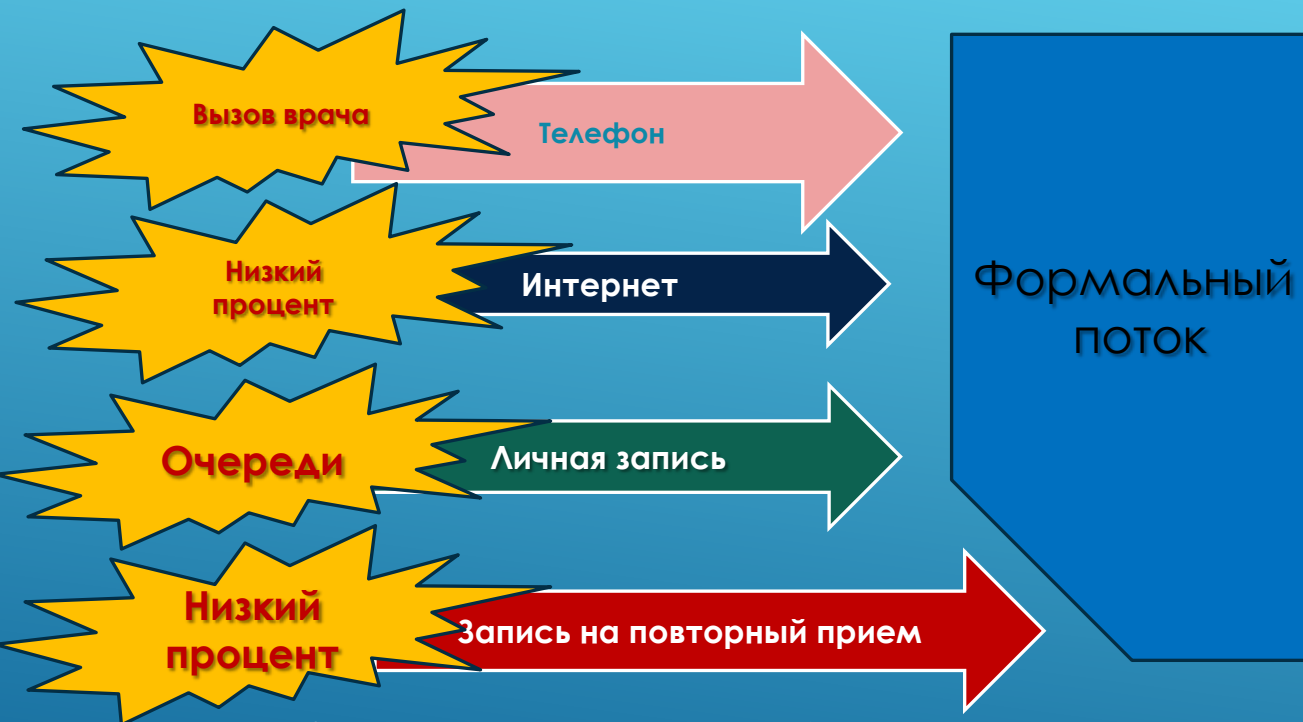 Вызов врача
Телефон
Низкий
процент
Интернет
Формальный
поток
Очереди
Личная запись
Низкий
процент
Запись на повторный прием